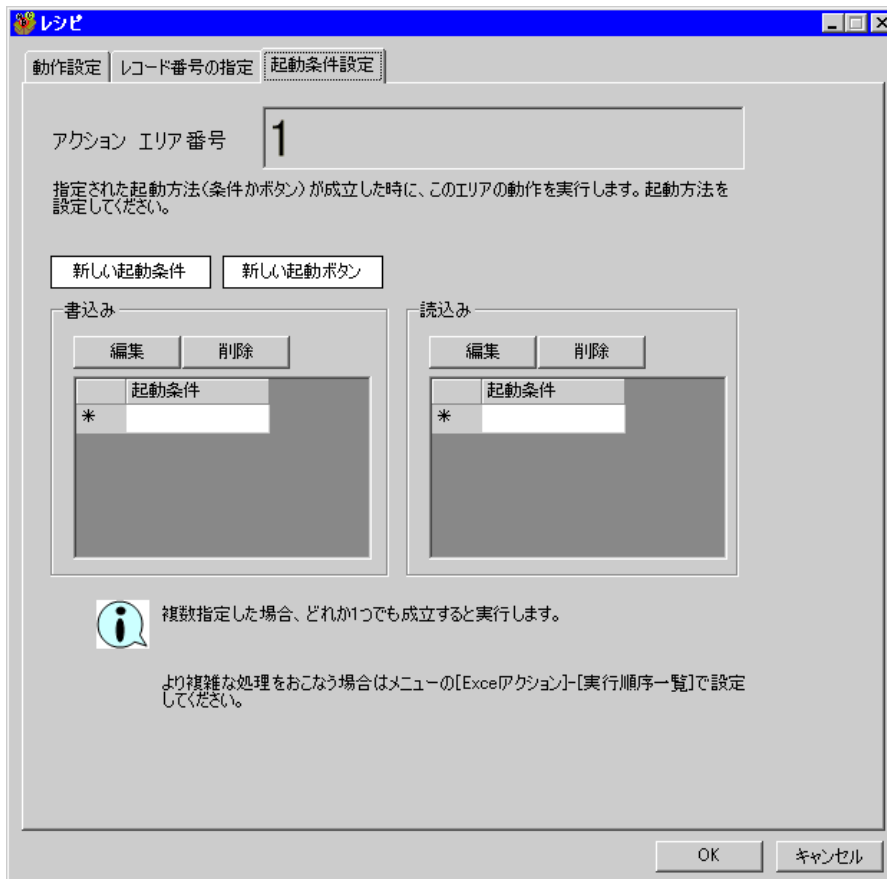 レシピ
動作設定 レコード番号の指定 起動条件設定
アクション エリア番号 1
指定された起動方法(条件かボタン)が成立した時に、このエリアの動作を実行します。起動方法を
設定してください。
新しい起動条件 新しい起動ボタン
書込み 読込み
編集 削除 編集 削除
起動条件 起動条件
* *
複数指定した場合、どれか1つでも成立すると実行します。
より複雑な処理をおこなう場合はメニューの[Excelアクション]-[実行順序一覧]で設定
してください。
OK キャンセル